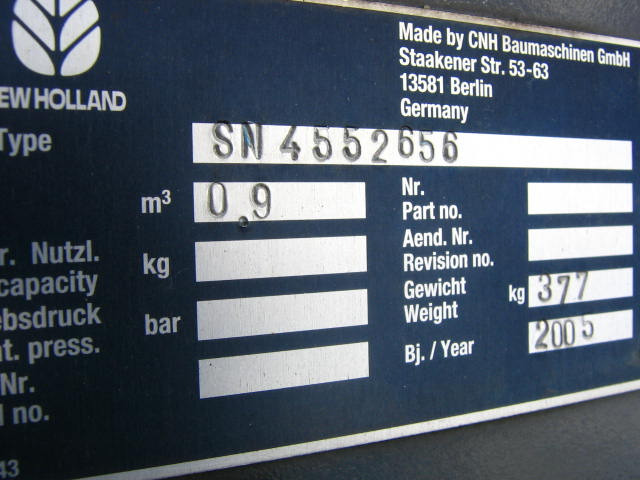 EW HOLLAND
Made by CNH Baumaschinen GmbH
Staakener Str. 53-63
13581 Berlin
Germany
Type SN 4552656
m³ 0.9
Nr.
Part no.
r. Nutzl.
capacity
kg
Aend. Nr.
Revision no.
ebsdruck
at. press.
bar
Gewicht
Weight
kg 377
Nr.
l no.
Bj. / Year 2005
43